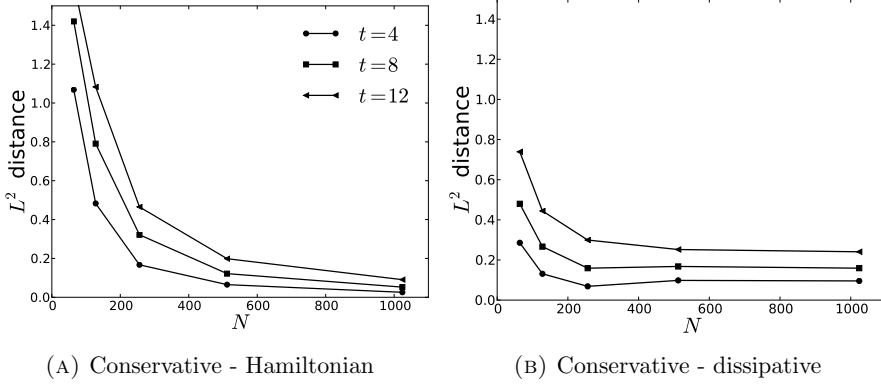 1.4
1.2
1.0
0.8
0.6
0.4
0.2
0.0
L² distance
t=4
t=8
t=12
0 200 400 600 800 1000
N
(A) Conservative - Hamiltonian
1.4
1.2
1.0
0.8
0.6
0.4
0.2
0.0
L² distance
0 200 400 600 800 1000
N
(B) Conservative - dissipative